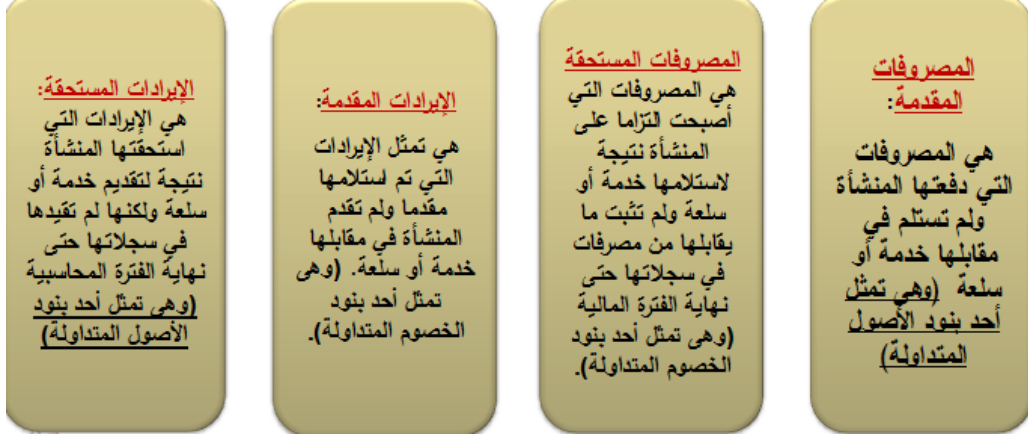 المصروفات
المقدمة:
هي المصروفات
التي دفعتها المنشأة
ولم تستلم في
مقابلها خدمة أو
سلعة (وهى تمثل
أحد بنود الأصول
المتداولة)
المصروفات المستحقة
هي المصروفات التي
أصبحت التزاما على
المنشأة نتيجة
لاستلامها خدمة أو
سلعة ولم تثبت ما
يقابلها من مصرفات
في سجلاتها حتى
نهاية الفترة المالية
(وهى تمثل أحد بنود
الخصوم المتداولة).
الإيرادات المقدمة:
هي تمثل الإيرادات
التي تم استلامها
مقدما ولم تقدم
المنشأة في مقابلها
خدمة أو سلعة. (وهى
تمثل أحد بنود
الخصوم المتداولة).
الإيرادات المستحقة:
هي الإيرادات التي
استحقتها المنشأة
نتيجة لتقديم خدمة أو
سلعة ولكنها لم تقيدها
في سجلاتها حتى
نهاية الفترة المحاسبية
(وهى تمثل أحد بنود
الأصول المتداولة)